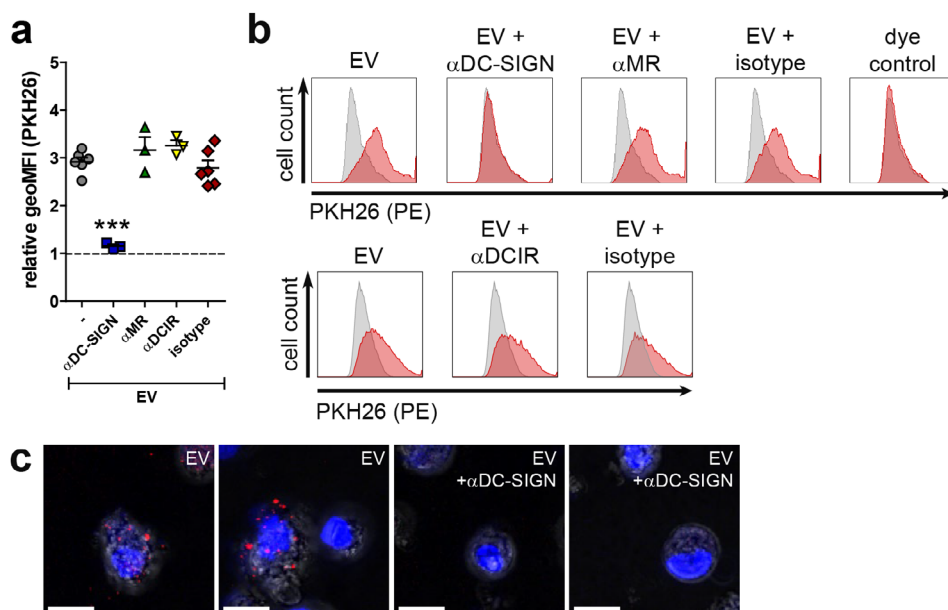 a
relative geoMFI (PKH26)
5
4
3
2
1
0
***
-
αDC-SIGN
αMR
αDCIR
isotype
EV
b
EV
EV +
αDC-SIGN
EV +
αMR
EV +
isotype
dye
control
cell count
PKH26 (PE)
EV
EV +
αDCIR
EV +
isotype
cell count
PKH26 (PE)
c
EV
EV
EV
+αDC-SIGN
EV
+αDC-SIGN